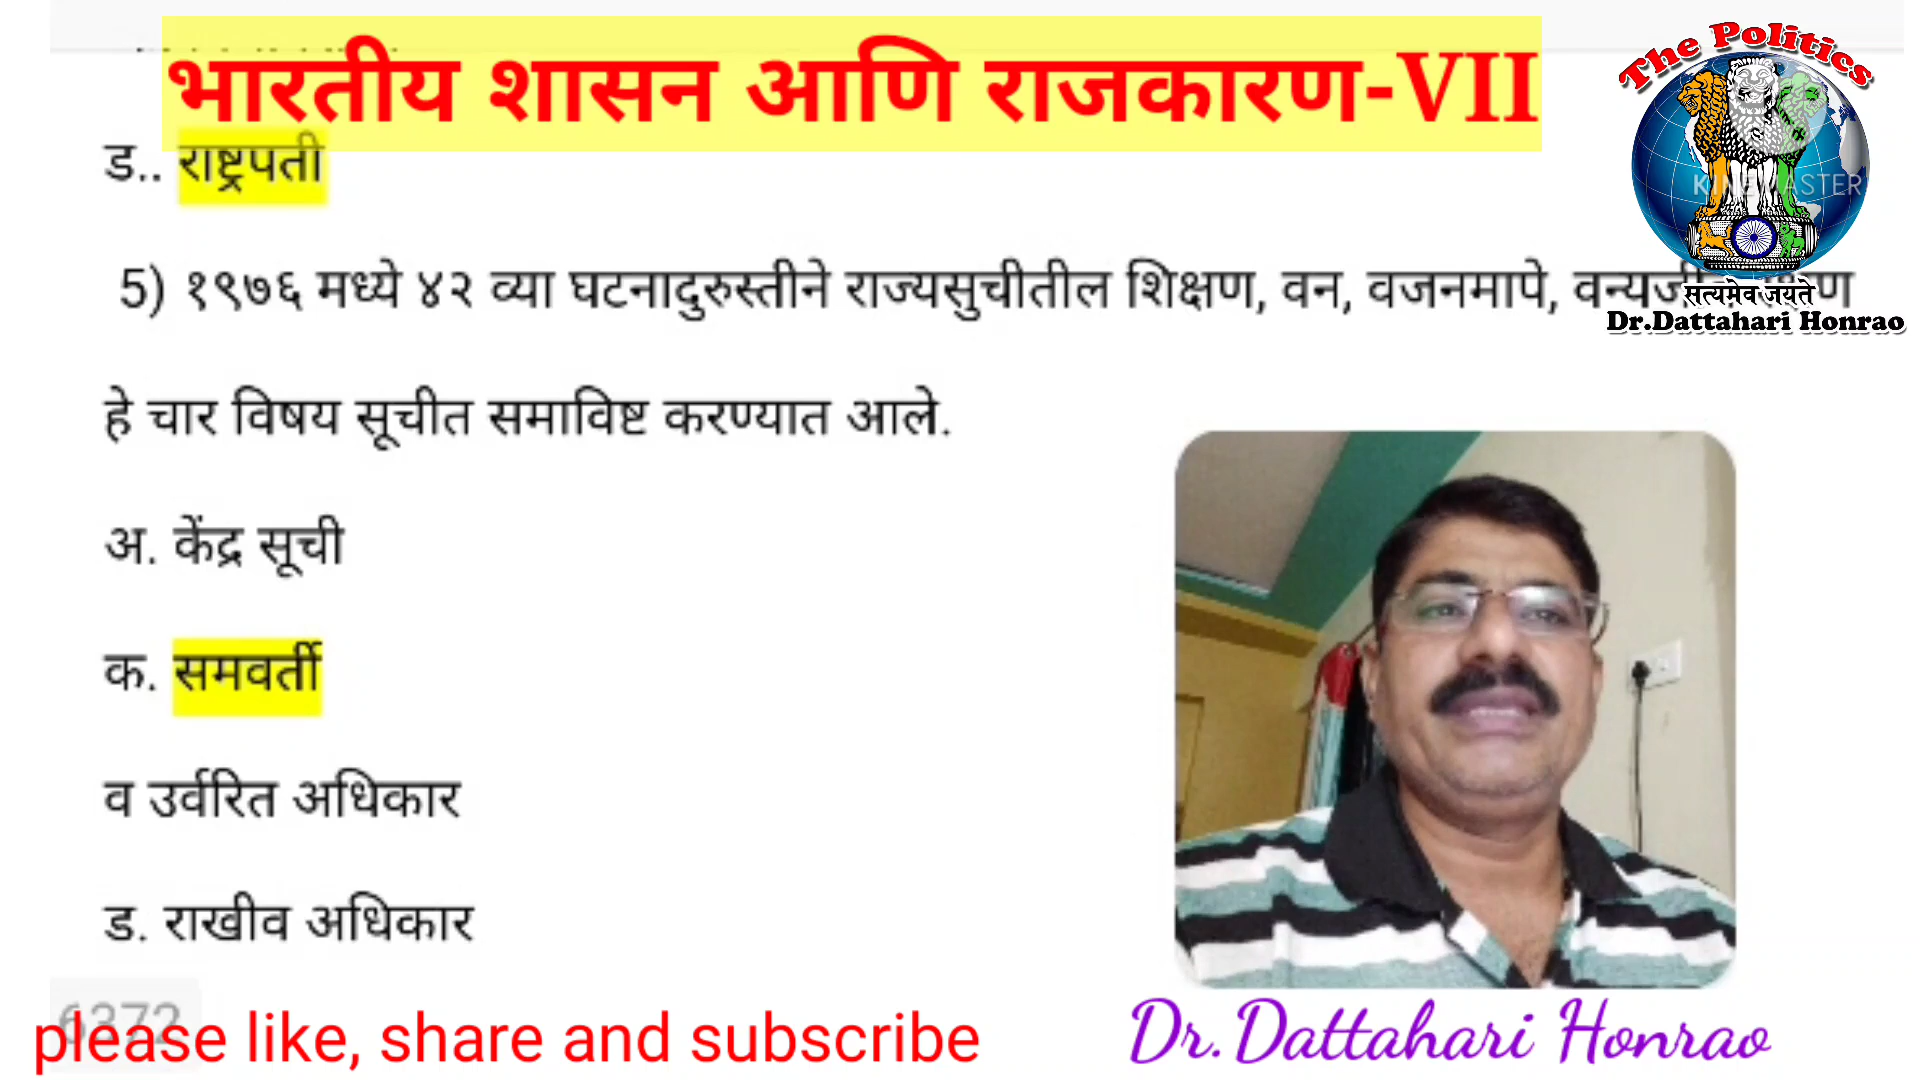 भारतीय शासन आणि राजकारण-VII
The Politics
ड.. राष्ट्रपती
KINEMASTER
5) १९७६ मध्ये ४२ व्या घटनादुरुस्तीने राज्यसुचीतील शिक्षण, वन, वजनमापे,
सत्यमेव जयते
Dr.Dattahari Honrao
हे चार विषय सूचीत समाविष्ट करण्यात आले.
अ. केंद्र सूची
क. समवर्ती
व उर्वरित अधिकार
ड. राखीव अधिकार
6372
please like, share and subscribe
Dr. Dattahari Honrao